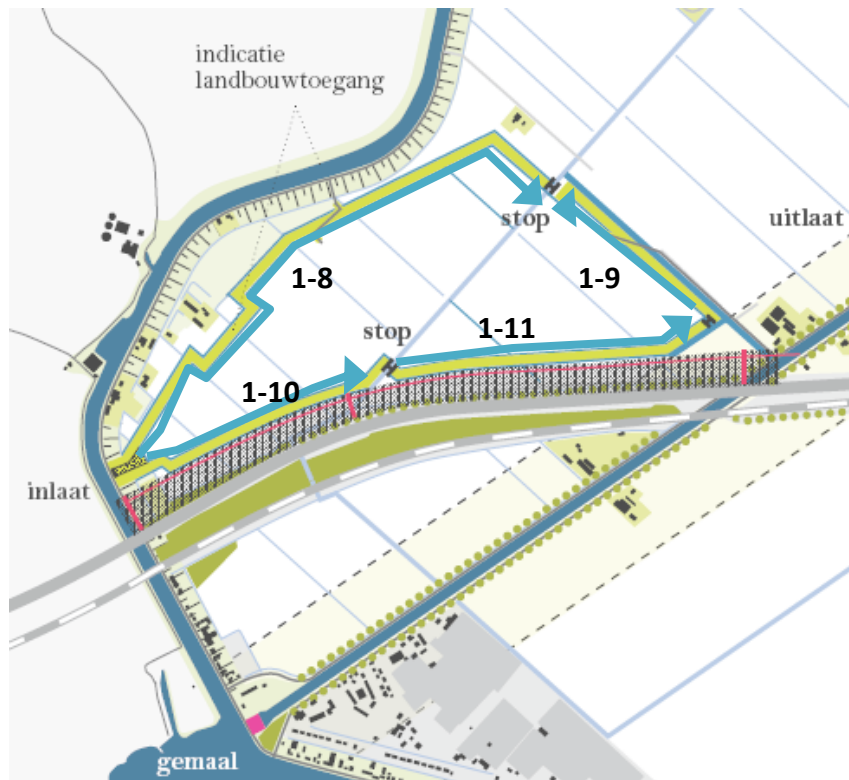 indicatie
landbouwtoegang
stop
uitlaat
1-8
1-9
stop
1-11
1-10
inlaat
gemaal